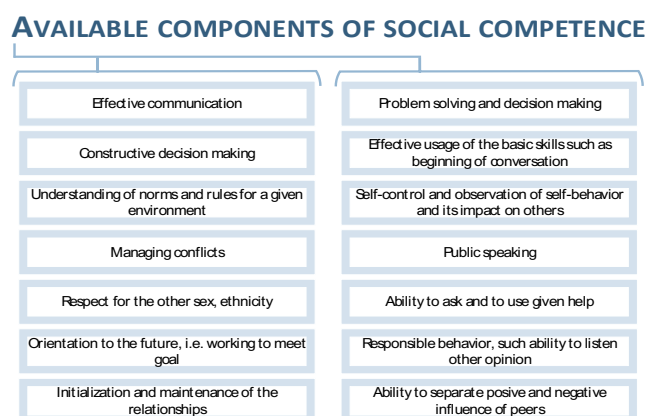 AVAILABLE COMPONENTS OF SOCIAL COMPETENCE
Effective communication
Constructive decision making
Understanding of norms and rules for a given
environment
Managing conflicts
Respect for the other sex, ethnicity
Orientation to the future, i.e. working to meet
goal
Initialization and maintenance of the
relationships
Problem solving and decision making
Effective usage of the basic skills such as
beginning of conversation
Self-control and observation of self-behavior
and its impact on others
Public speaking
Ability to ask and to use given help
Responsible behavior, such ability to listen
other opinion
Ability to separate posive and negative
influence of peers